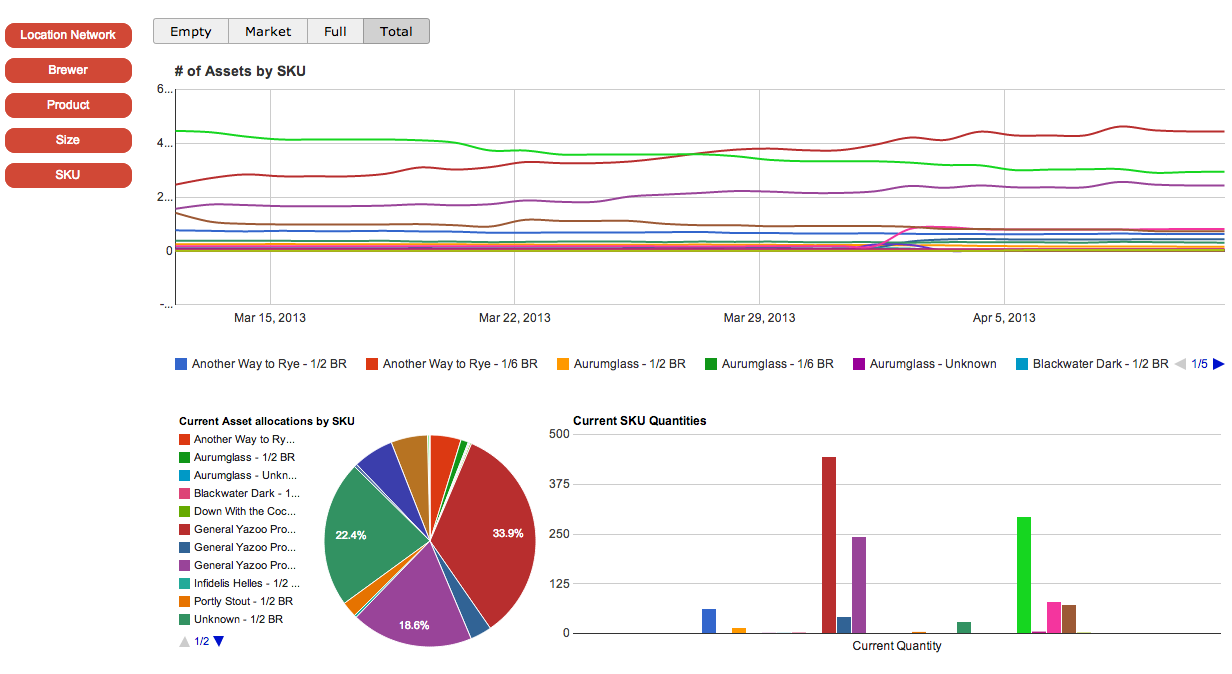 Location Network
Brewer
Product
Size
SKU
Empty Market Full Total
# of Assets by SKU
6...
4...
2...
0
-...
Mar 15, 2013 Mar 22, 2013 Mar 29, 2013 Apr 5, 2013
Another Way to Rye - 1/2 BR Another Way to Rye - 1/6 BR Aurumglass - 1/2 BR Aurumglass - 1/6 BR Aurumglass - Unknown Blackwater Dark - 1/2 BR 1/5
Current Asset allocations by SKU
Another Way to Ry...
Aurumglass - 1/2 BR
Aurumglass - Unkn...
Blackwater Dark - 1...
Down With the Coc...
General Yazoo Pro...
General Yazoo Pro...
General Yazoo Pro...
Infidelis Helles - 1/2 ...
Portly Stout - 1/2 BR
Unknown - 1/2 BR
1/2
33.9%
22.4%
18.6%
Current SKU Quantities
500
375
250
125
0
Current Quantity